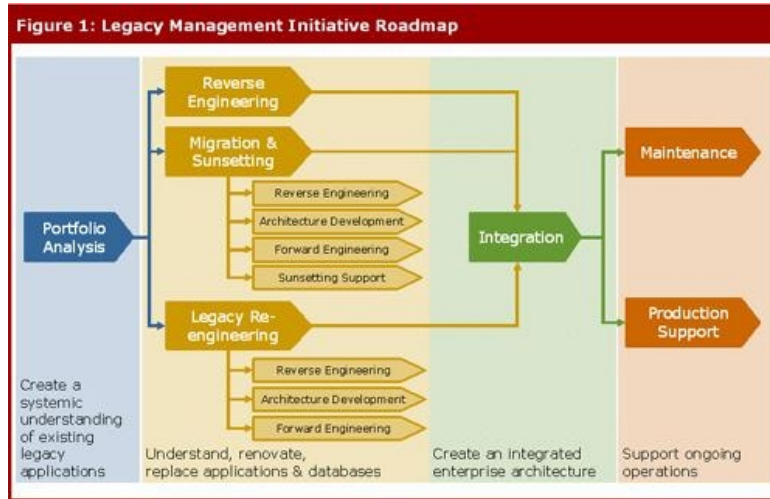 Figure 1: Legacy Management Initiative Roadmap
Reverse
Engineering
Migration &
Sunsetting
Reverse Engineering
Architecture Development
Forward Engineering
Sunsetting Support
Portfolio
Analysis
Legacy Re-
engineering
Reverse Engineering
Architecture Development
Forward Engineering
Integration
Maintenance
Production
Support
Create a
systemic
understanding
of existing
legacy
applications
Understand, renovate,
replace applications & databases
Create an integrated
enterprise architecture
Support ongoing
operations